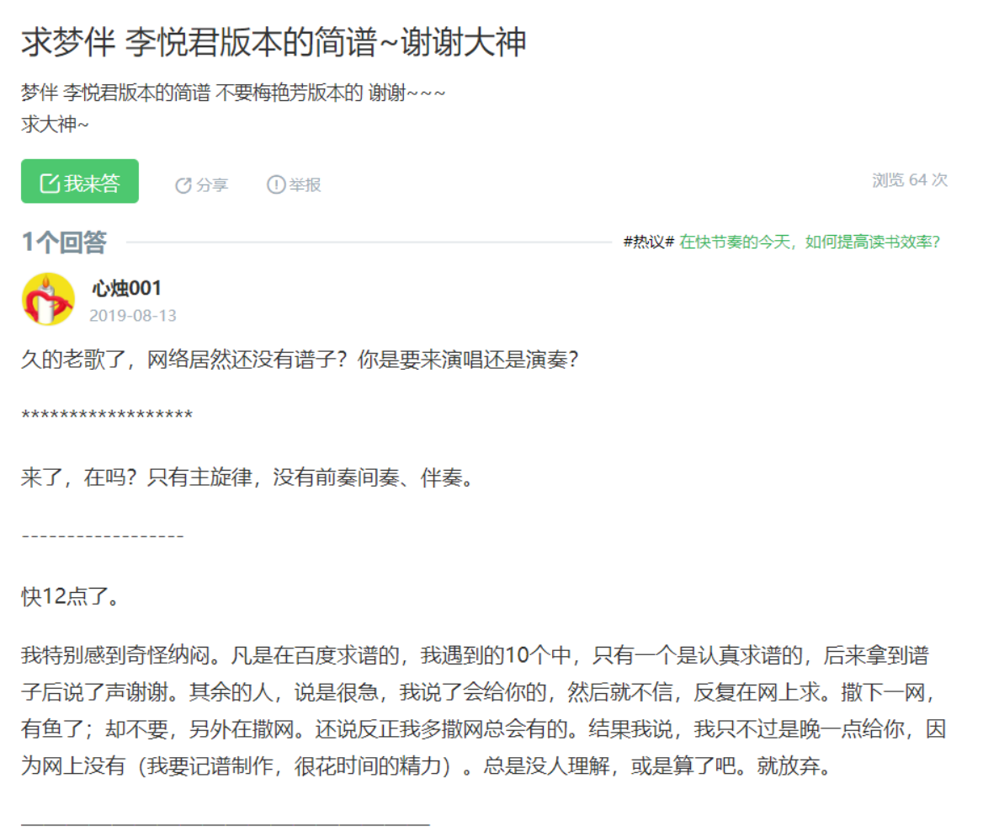 求梦伴 李悦君版本的简谱~谢谢大神
梦伴 李悦君版本的简谱 不要梅艳芳版本的 谢谢~~~
求大神~
我来答 分享 举报 浏览 64 次
1个回答 #热议# 在快节奏的今天，如何提高读书效率?
心烛001
2019-08-13
久的老歌了，网络居然还没有谱子？你是要来演唱还是演奏？
******************
来了，在吗？只有主旋律，没有前奏间奏、伴奏。
------------------
快12点了。
我特别感到奇怪纳闷。凡是在百度求谱的，我遇到的10个中，只有一个是认真求谱的，后来拿到谱
子后说了声谢谢。其余的人，说是很急，我说了会给你的，然后就不信，反复在网上求。撒下一网，
有鱼了；却不要，另外在撒网。还说反正我多撒网总会有的。结果我说，我只不过是晚一点给你，因
为网上没有（我要记谱制作，很花时间的精力）。总是没人理解，或是算了吧。就放弃。
————————————————————